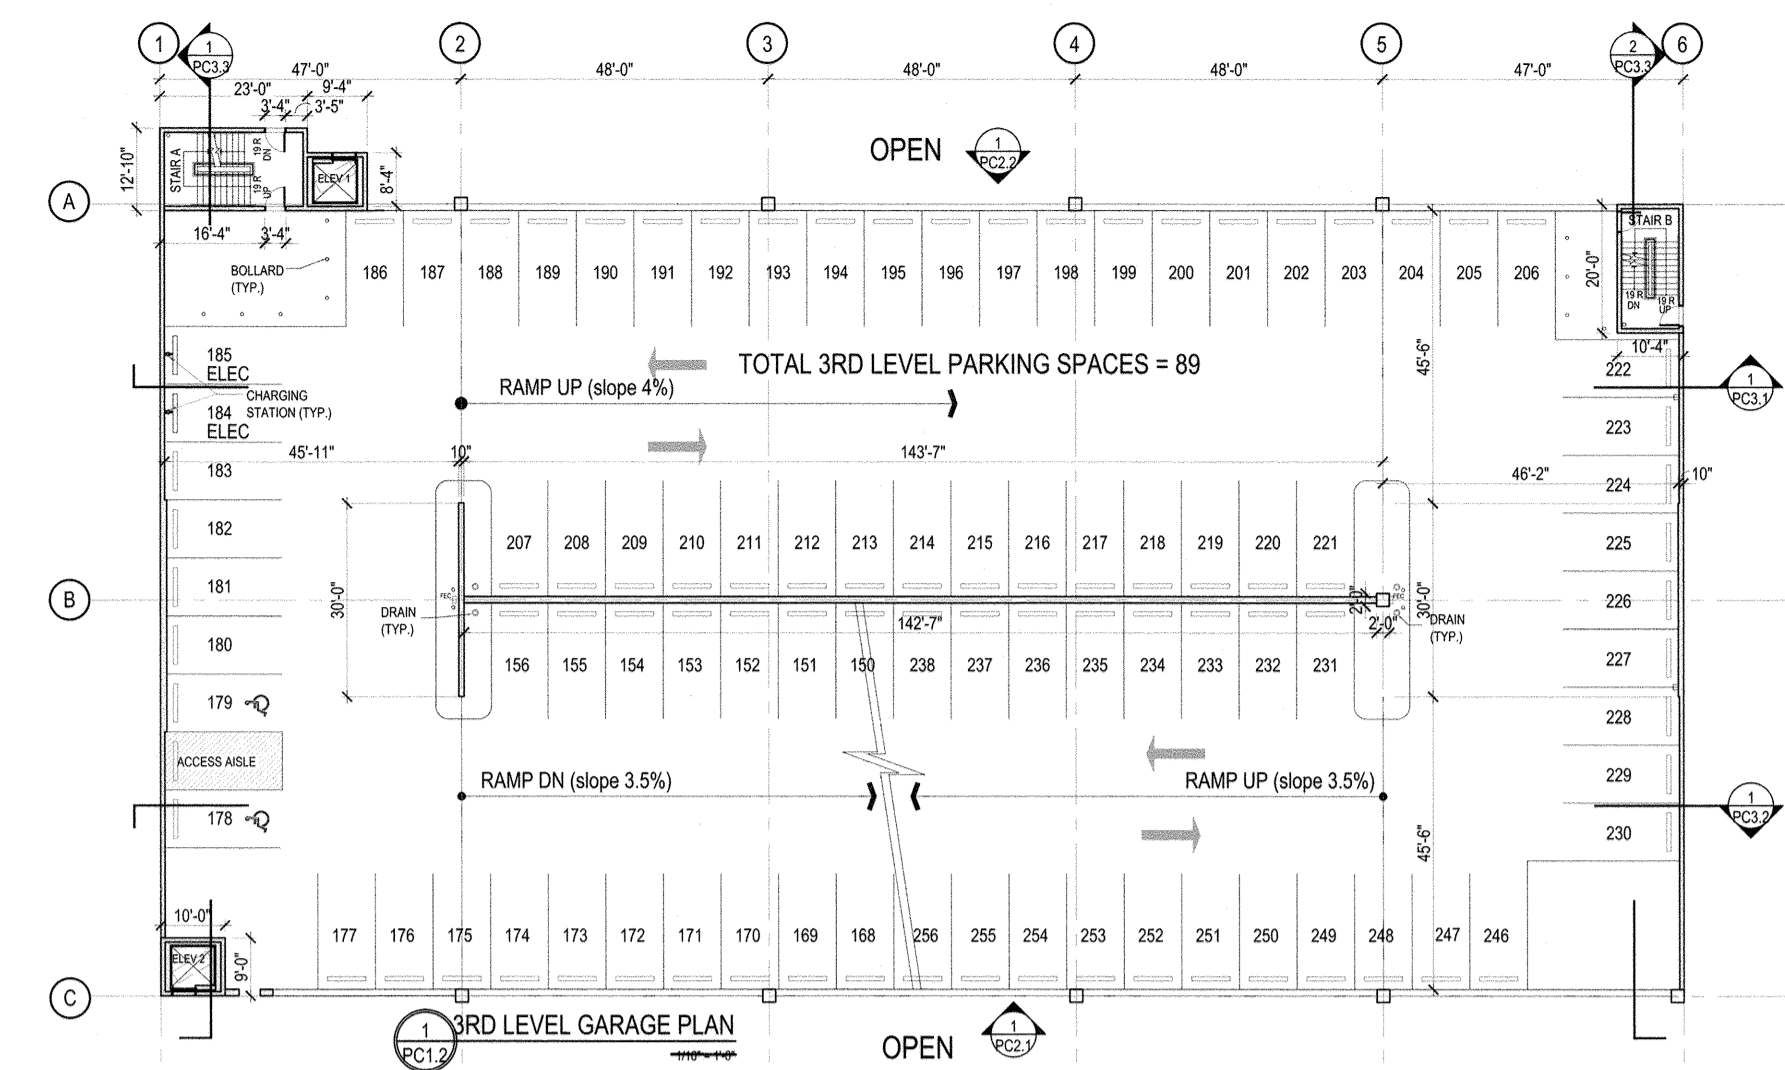 1
2
3
4
5
6
1
PC3.3
2
PC3.3
47'-0"
48'-0"
48'-0"
48'-0"
47'-0"
23'-0"
9'-4"
3'-4"
3'-5"
12'-10"
STAIR A
19 R
DN
19 R
UP
ELEV 1
8'-4"
OPEN
1
PC2.2
A
16'-4"
3'-4"
BOLLARD
(TYP.)
186 187 188 189 190 191 192 193 194 195 196 197 198 199 200 201 202 203 204 205 206
STAIR B
20'-0"
19 R
DN
19 R
UP
10'-4"
185
ELEC
184
ELEC
CHARGING
STATION (TYP.)
TOTAL 3RD LEVEL PARKING SPACES = 89
RAMP UP (slope 4%)
45'-6"
222
1
PC3.1
223
45'-11"
10"
143'-7"
46'-2"
10"
183
224
182
207 208 209 210 211 212 213 214 215 216 217 218 219 220 221
225
181
B
30'-0"
FEC
DRAIN
(TYP.)
142'-7"
2'-0"
2'-0"
FEC
30'-0"
DRAIN
(TYP.)
226
180
156 155 154 153 152 151 150 238 237 236 235 234 233 232 231
227
179
228
ACCESS AISLE
RAMP DN (slope 3.5%)
RAMP UP (slope 3.5%)
229
178
1
PC3.2
230
45'-6"
10'-0"
ELEV 2
9'-0"
177 176 175 174 173 172 171 170 169 168 256 255 254 253 252 251 250 249 248 247 246
C
1
PC1.2
3RD LEVEL GARAGE PLAN
1/16" = 1'-0"
OPEN
1
PC2.1